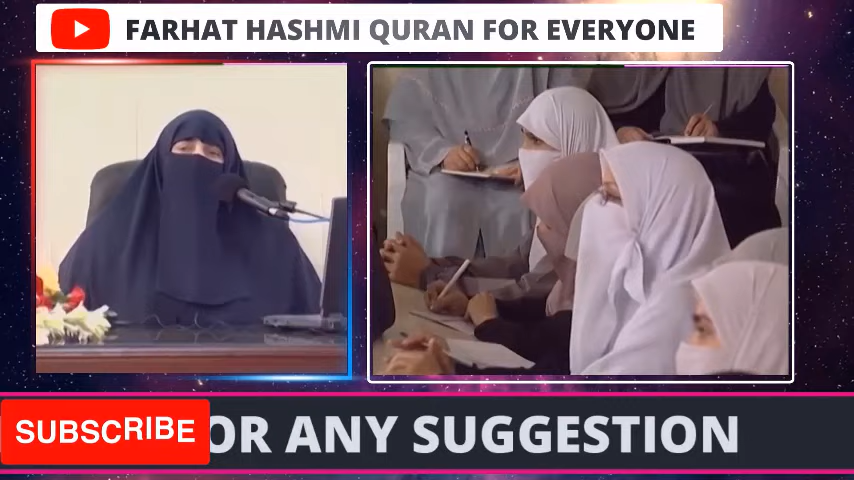 FARHAT HASHMI QURAN FOR EVERYONE
SUBSCRIBE
OR ANY SUGGESTION